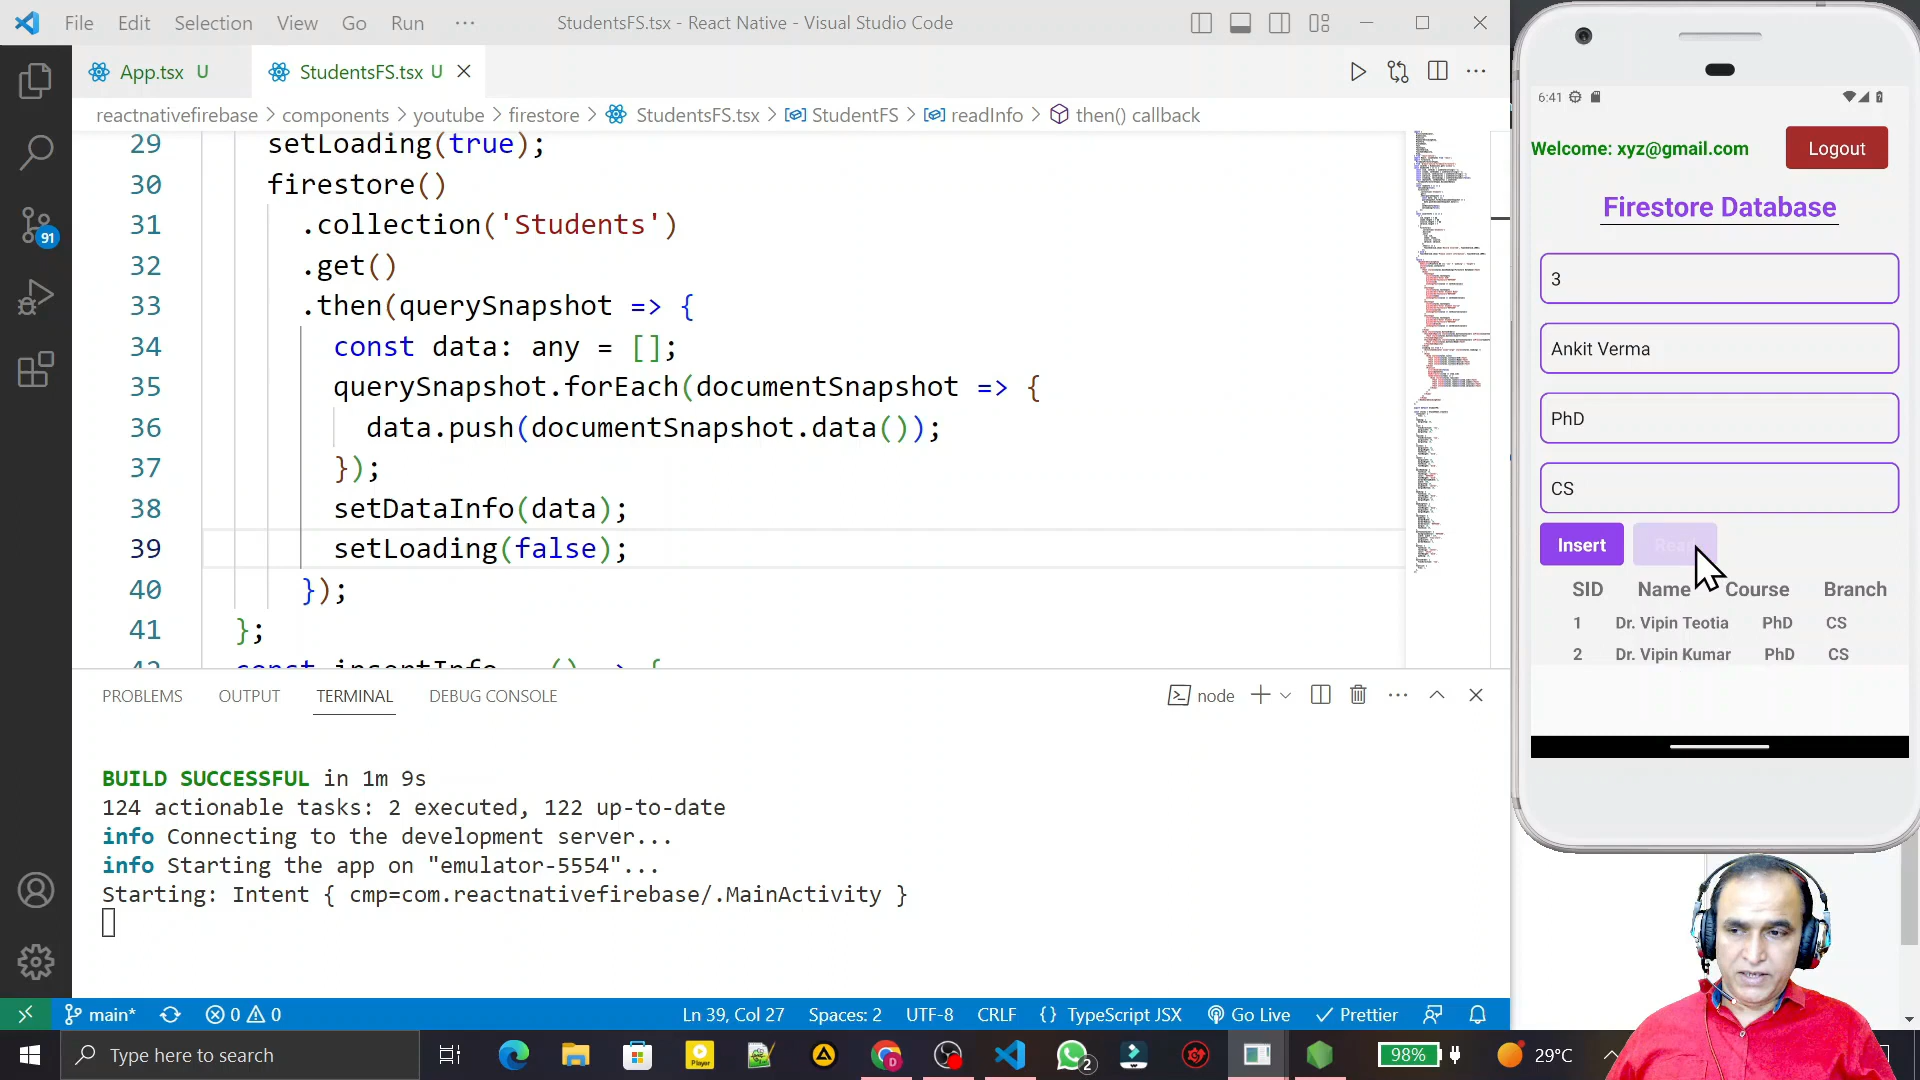 File Edit Selection View Go Run ··· StudentsFS.tsx - React Native - Visual Studio Code
App.tsx U StudentsFS.tsx U
reactnativefirebase > components > youtube > firestore > StudentsFS.tsx > StudentFS > readInfo > then() callback
29 setLoading(true);
30 firestore()
31 .collection('Students')
32 .get()
33 .then(querySnapshot => {
34 const data: any = [];
35 querySnapshot.forEach(documentSnapshot => {
36 data.push(documentSnapshot.data());
37 });
38 setDataInfo(data);
39 setLoading(false);
40 });
41 };
42 const insertInfo = () => {
91
PROBLEMS OUTPUT TERMINAL DEBUG CONSOLE node
BUILD SUCCESSFUL in 1m 9s
124 actionable tasks: 2 executed, 122 up-to-date
info Connecting to the development server...
info Starting the app on "emulator-5554"...
Starting: Intent { cmp=com.reactnativefirebase/.MainActivity }
main* 0 0 Ln 39, Col 27 Spaces: 2 UTF-8 CRLF {} TypeScript JSX Go Live Prettier
Type here to search
Player
D
2
98%
29°C
6:41
Welcome: xyz@gmail.com Logout
Firestore Database
3
Ankit Verma
PhD
CS
Insert Read
SID Name Course Branch
1 Dr. Vipin Teotia PhD CS
2 Dr. Vipin Kumar PhD CS